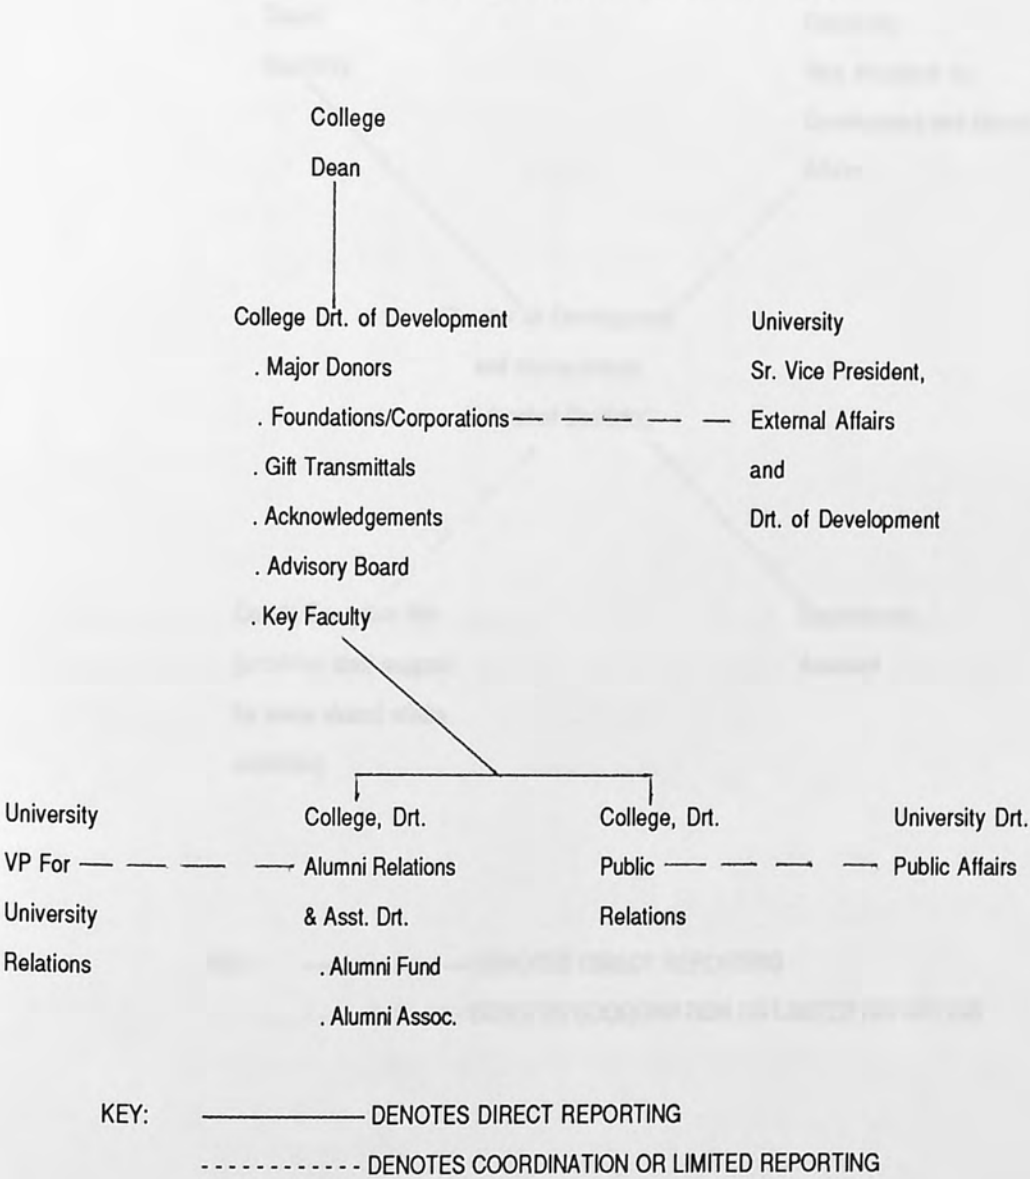 College
Dean
College Drt. of Development
. Major Donors
. Foundations/Corporations
. Gift Transmittals
. Acknowledgements
. Advisory Board
. Key Faculty
University
Sr. Vice President,
External Affairs
and
Drt. of Development
University
VP For
University
Relations
College, Drt.
Alumni Relations
& Asst. Drt.
. Alumni Fund
. Alumni Assoc.
College, Drt.
Public
Relations
University Drt.
Public Affairs
KEY: DENOTES DIRECT REPORTING
DENOTES COORDINATION OR LIMITED REPORTING